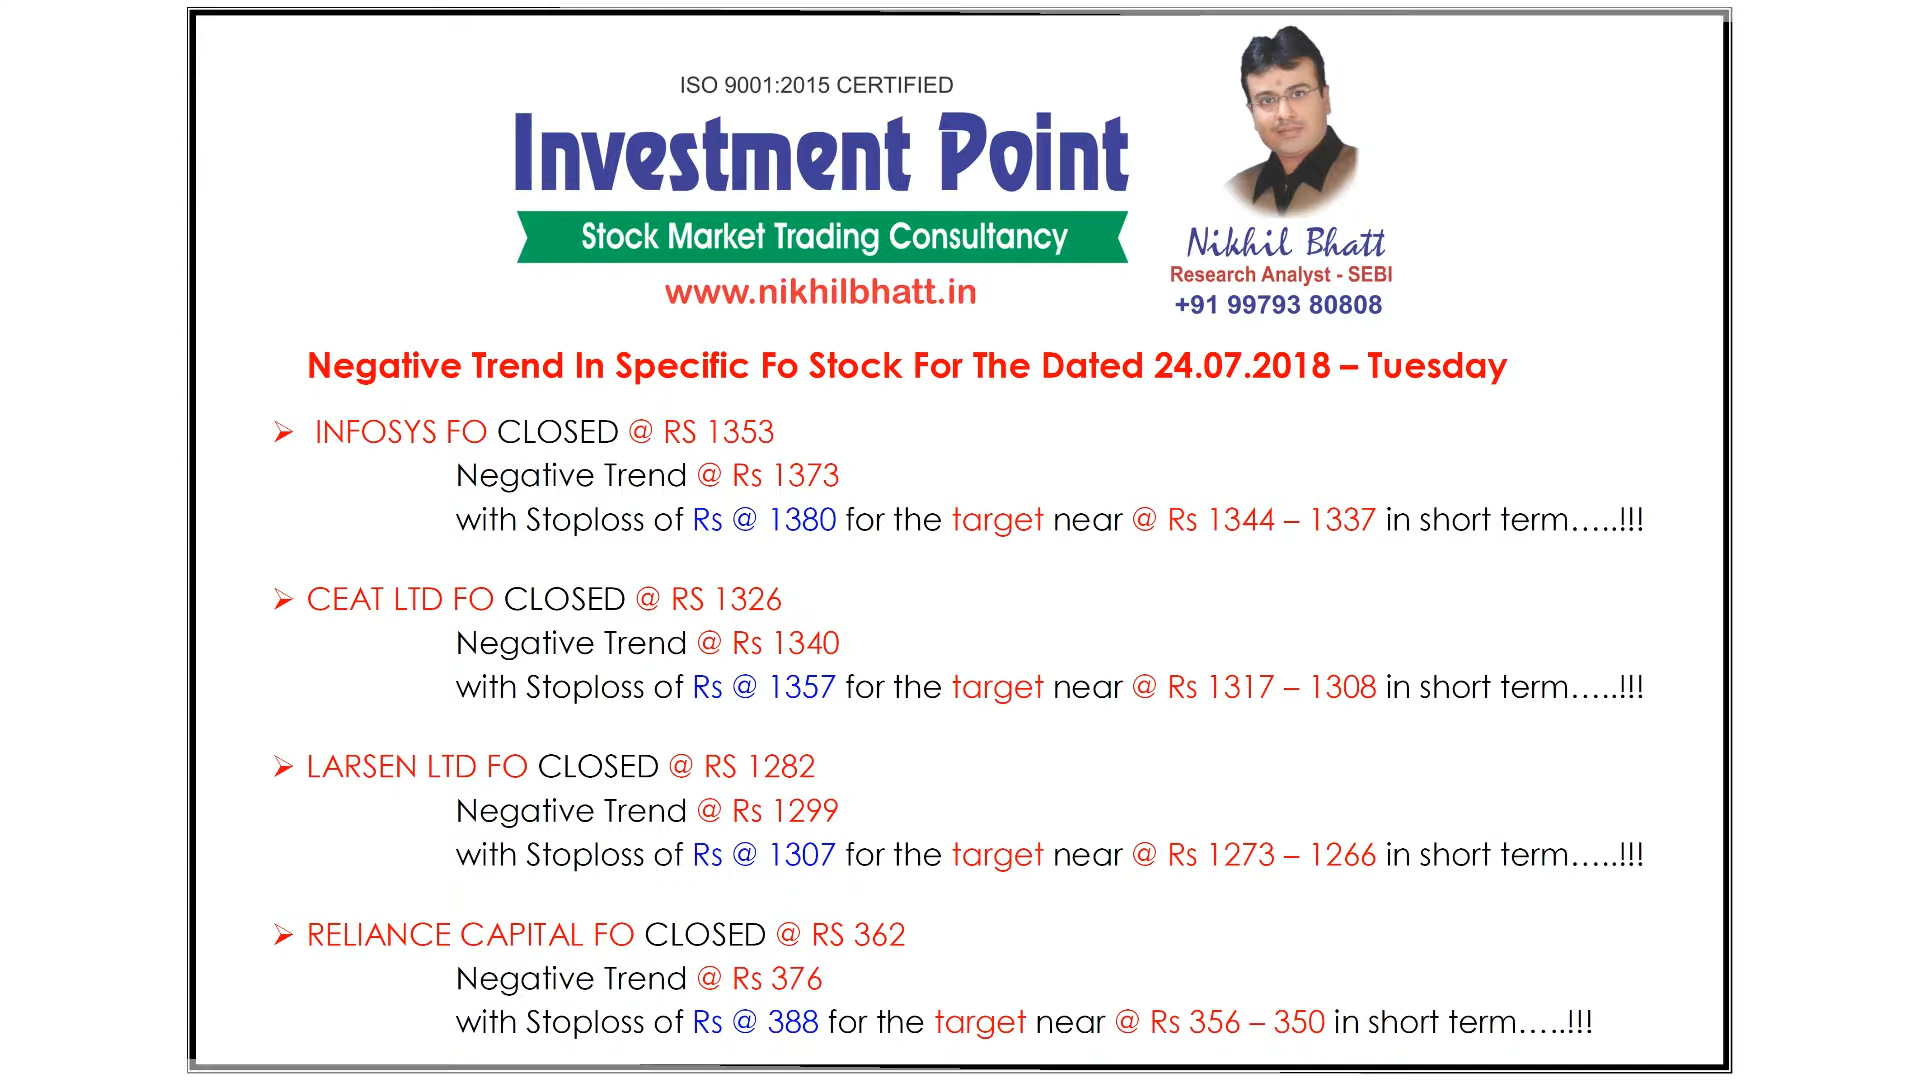 ISO 9001:2015 CERTIFIED
Investment Point
Stock Market Trading Consultancy
www.nikhilbhatt.in
Nikhil Bhatt
Research Analyst - SEBI
+91 99793 80808
Negative Trend In Specific Fo Stock For The Dated 24.07.2018 – Tuesday
INFOSYS FO CLOSED @ RS 1353
Negative Trend @ Rs 1373
with Stoploss of Rs @ 1380 for the target near @ Rs 1344 – 1337 in short term…..!!!
CEAT LTD FO CLOSED @ RS 1326
Negative Trend @ Rs 1340
with Stoploss of Rs @ 1357 for the target near @ Rs 1317 – 1308 in short term…..!!!
LARSEN LTD FO CLOSED @ RS 1282
Negative Trend @ Rs 1299
with Stoploss of Rs @ 1307 for the target near @ Rs 1273 – 1266 in short term…..!!!
RELIANCE CAPITAL FO CLOSED @ RS 362
Negative Trend @ Rs 376
with Stoploss of Rs @ 388 for the target near @ Rs 356 – 350 in short term…..!!!